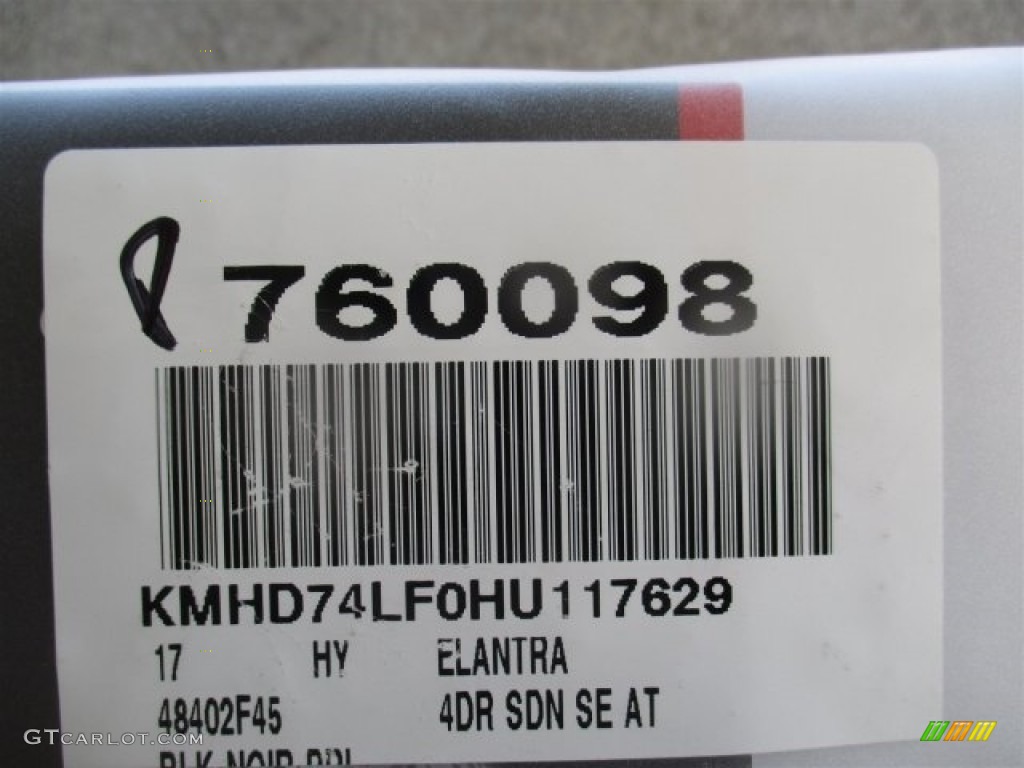 P 760098
KMHD74LF0HU117629
17 HY ELANTRA
48402F45 4DR SDN SE AT
GTCARLOT.COM